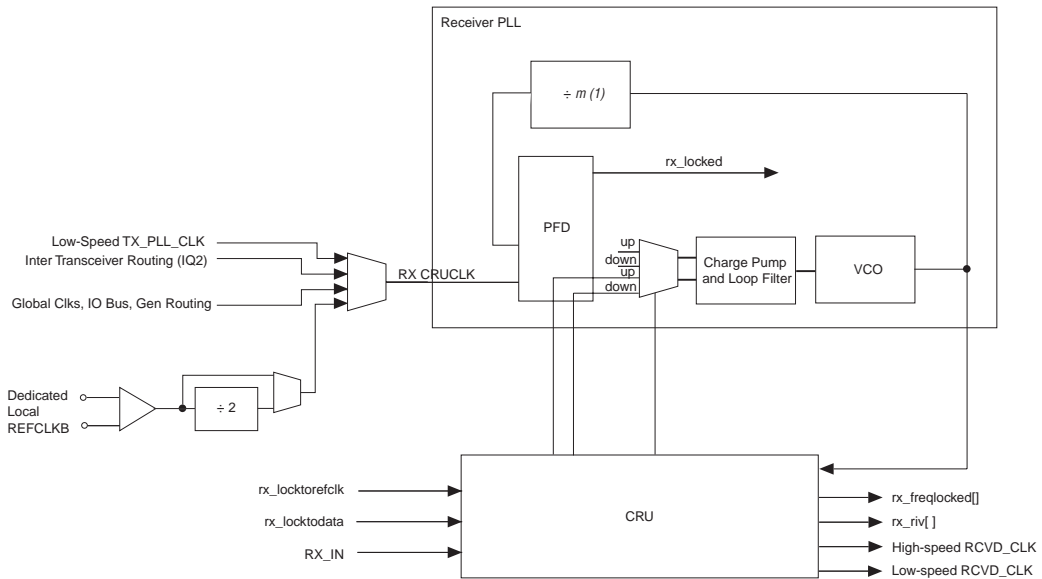 Receiver PLL
÷ m (1)
rx_locked
PFD
up
down
up
down
Charge Pump
and Loop Filter
VCO
Low-Speed TX_PLL_CLK
Inter Transceiver Routing (IQ2)
RX CRUCLK
Global Clks, IO Bus, Gen Routing
Dedicated
Local
REFCLKB
÷ 2
rx_locktorefclk
rx_locktodata
RX_IN
CRU
rx_freqlocked[]
rx_riv[ ]
High-speed RCVD_CLK
Low-speed RCVD_CLK